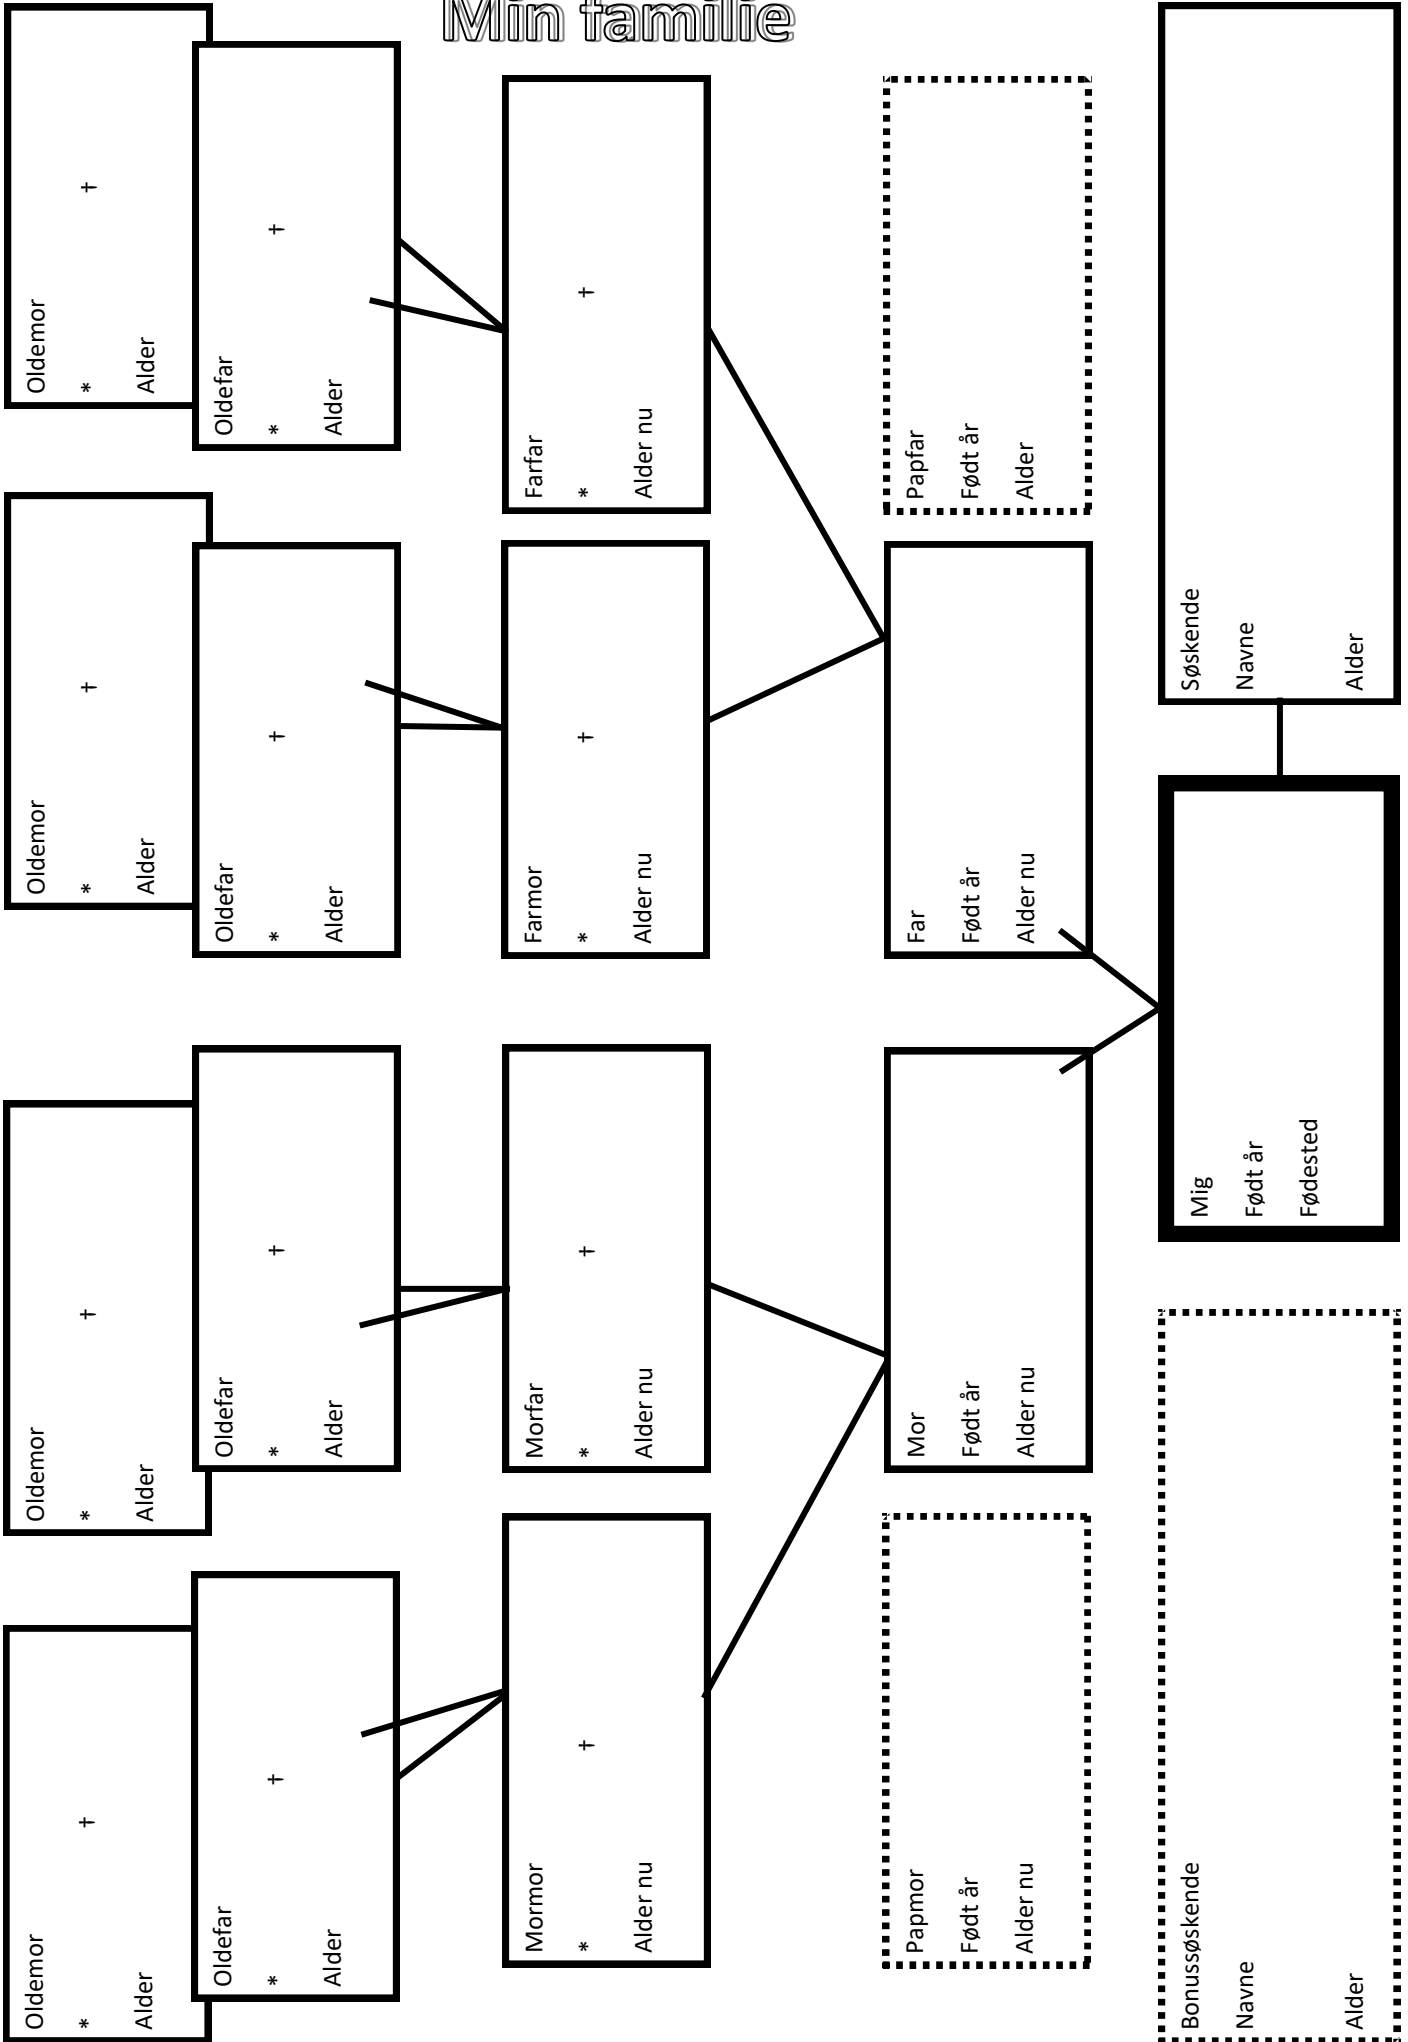 Min familie
Oldemor
* †
Alder
Oldefar
* †
Alder
Oldemor
* †
Alder
Oldefar
* †
Alder
Oldemor
* †
Alder
Oldefar
* †
Alder
Oldemor
* †
Alder
Oldefar
* †
Alder
Mormor
* †
Alder nu
Morfar
* †
Alder nu
Farmor
* †
Alder nu
Farfar
* †
Alder nu
Papmor
Født år
Alder nu
Mor
Født år
Alder nu
Far
Født år
Alder nu
Papfar
Født år
Alder
Bonussøskende
Navne
Alder
Mig
Født år
Fødested
Søskende
Navne
Alder